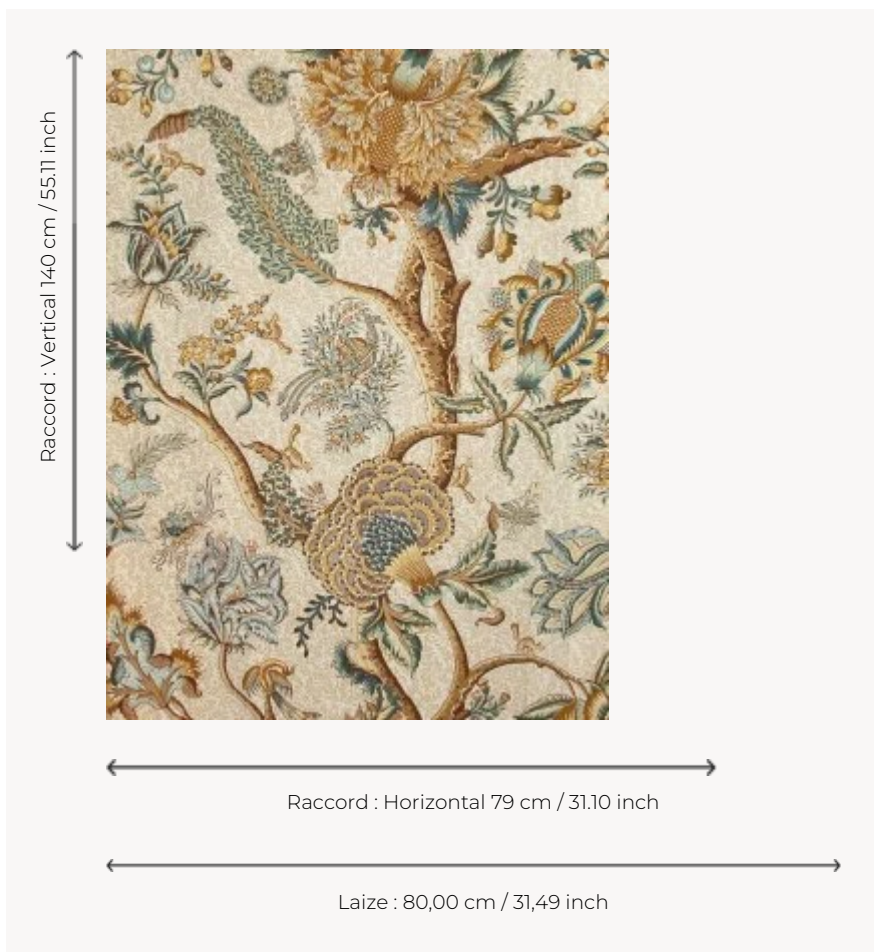 Raccord : Vertical 140 cm / 55.11 inch
Raccord : Horizontal 79 cm / 31.10 inch
Laize : 80,00 cm / 31,49 inch